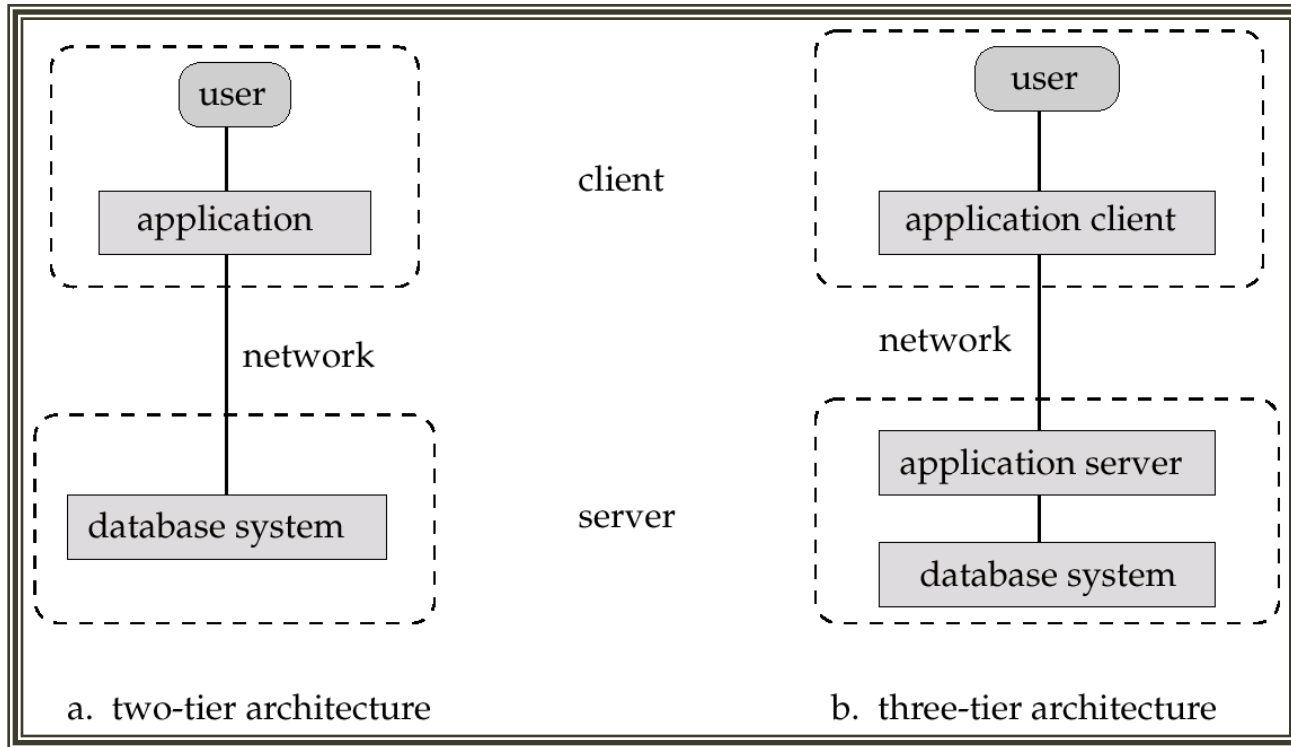 user
application
network
database system
client
server
user
application client
network
application server
database system
a. two-tier architecture
b. three-tier architecture